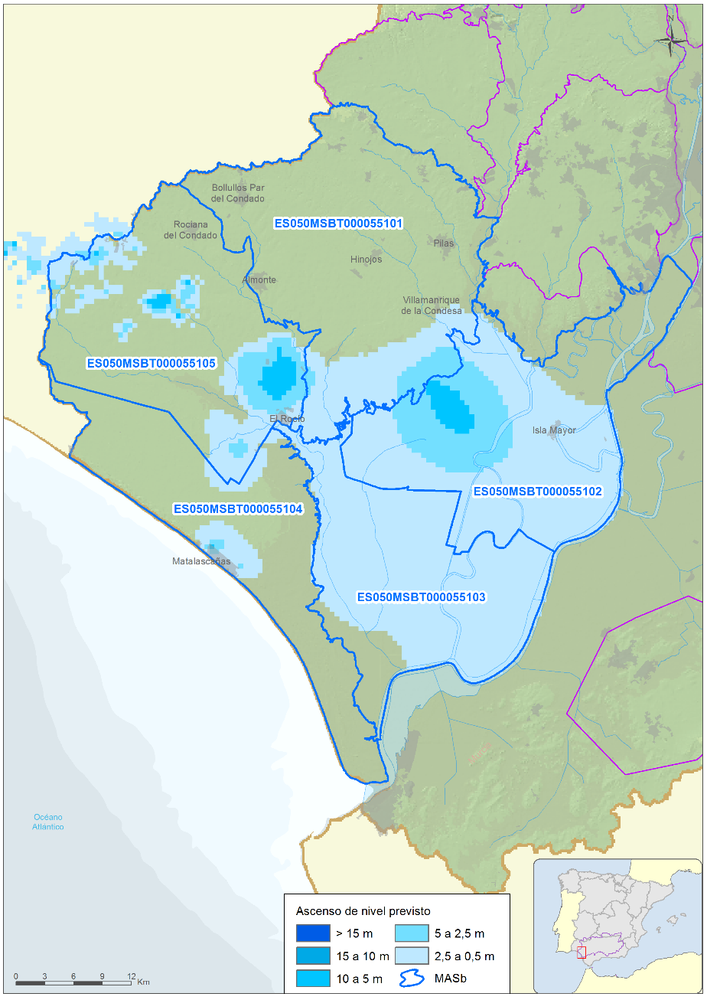 N
Bollullos Par
del Condado
ES050MSBT000055101
Rociana
del Condado
Pilas
Hinojos
Almonte
Villamanrique
de la Condesa
ES050MSBT000055105
El Rocío
Isla Mayor
ES050MSBT000055102
ES050MSBT000055104
Matalascañas
ES050MSBT000055103
Océano
Atlántico
Ascenso de nivel previsto
> 15 m
5 a 2,5 m
15 a 10 m
2,5 a 0,5 m
10 a 5 m
MASb
0 3 6 9 12 Km